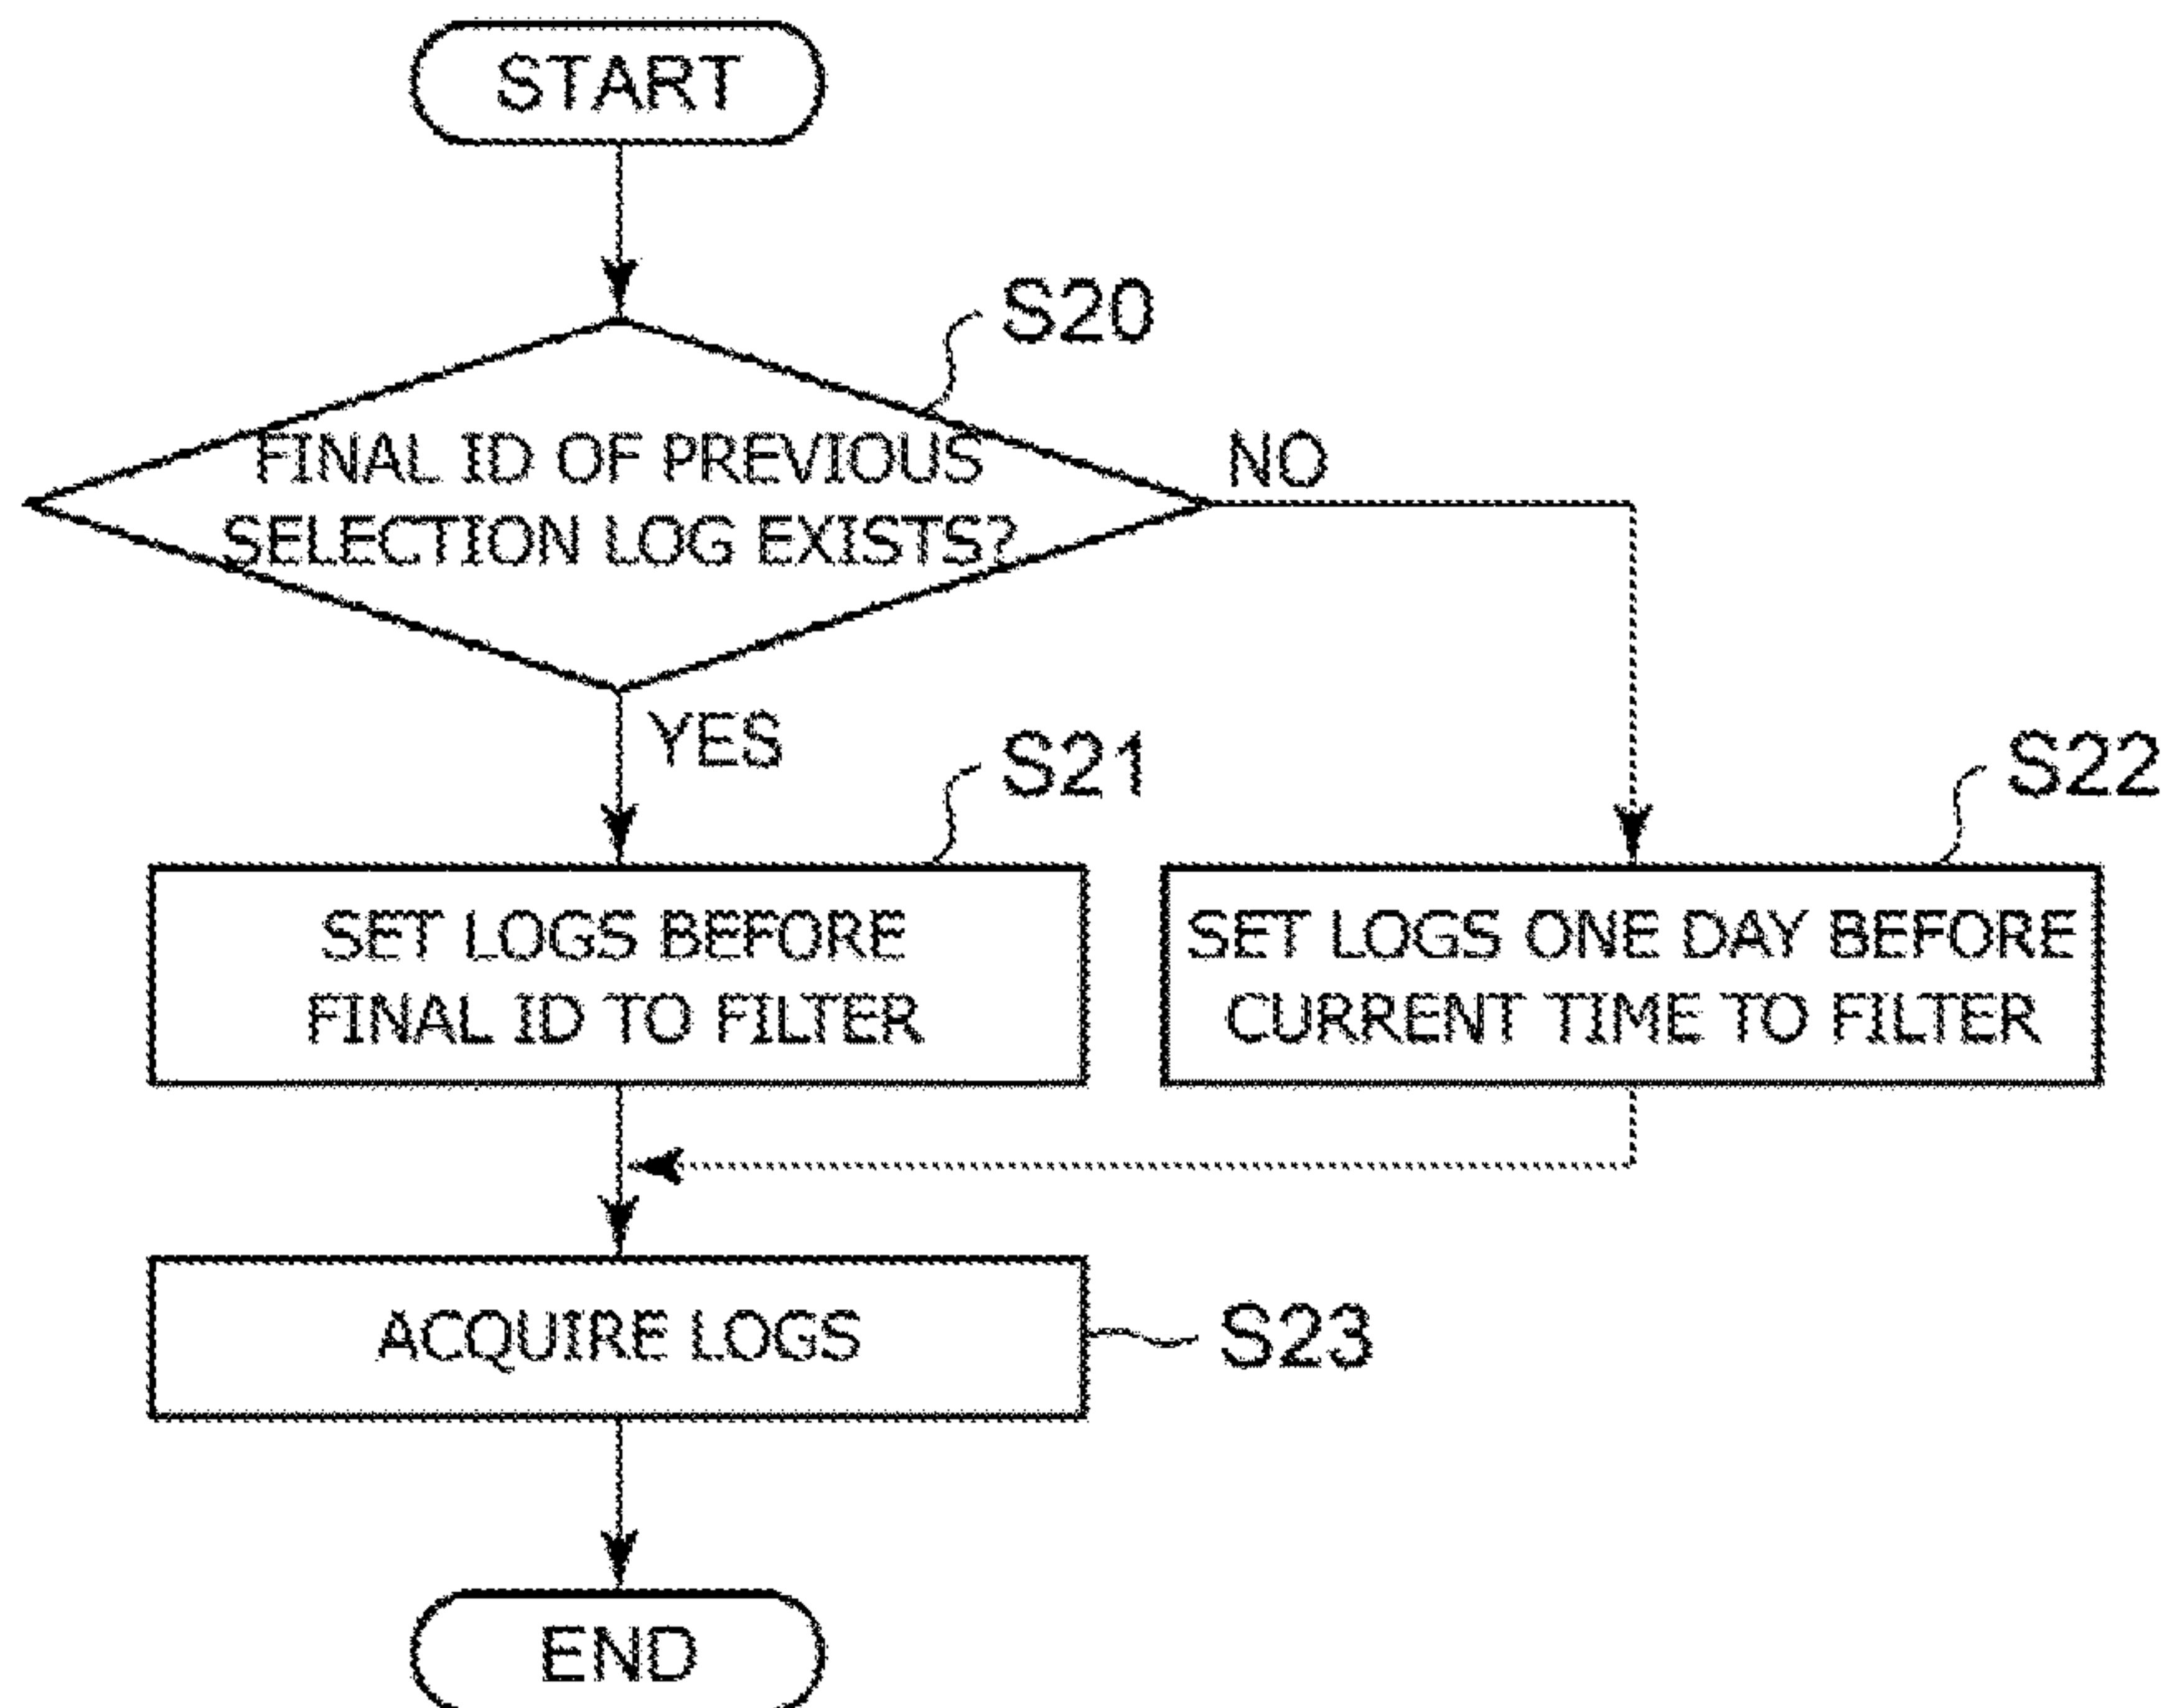 START
S20
FINAL ID OF PREVIOUS
SELECTION LOG EXISTS?
NO
YES
S21
S22
SET LOGS BEFORE
FINAL ID TO FILTER
SET LOGS ONE DAY BEFORE
CURRENT TIME TO FILTER
ACQUIRE LOGS
S23
END